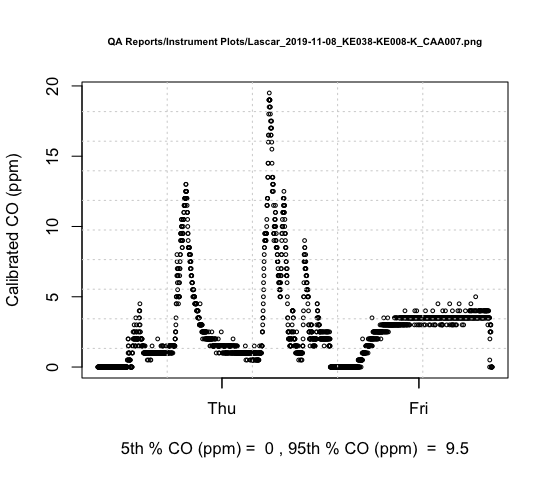 QA Reports/Instrument Plots/Lascar_2019-11-08_KE038-KE008-K_CAA007.png
20
15
10
5
0
Calibrated CO (ppm)
Thu Fri
5th % CO (ppm) = 0 , 95th % CO (ppm) = 9.5